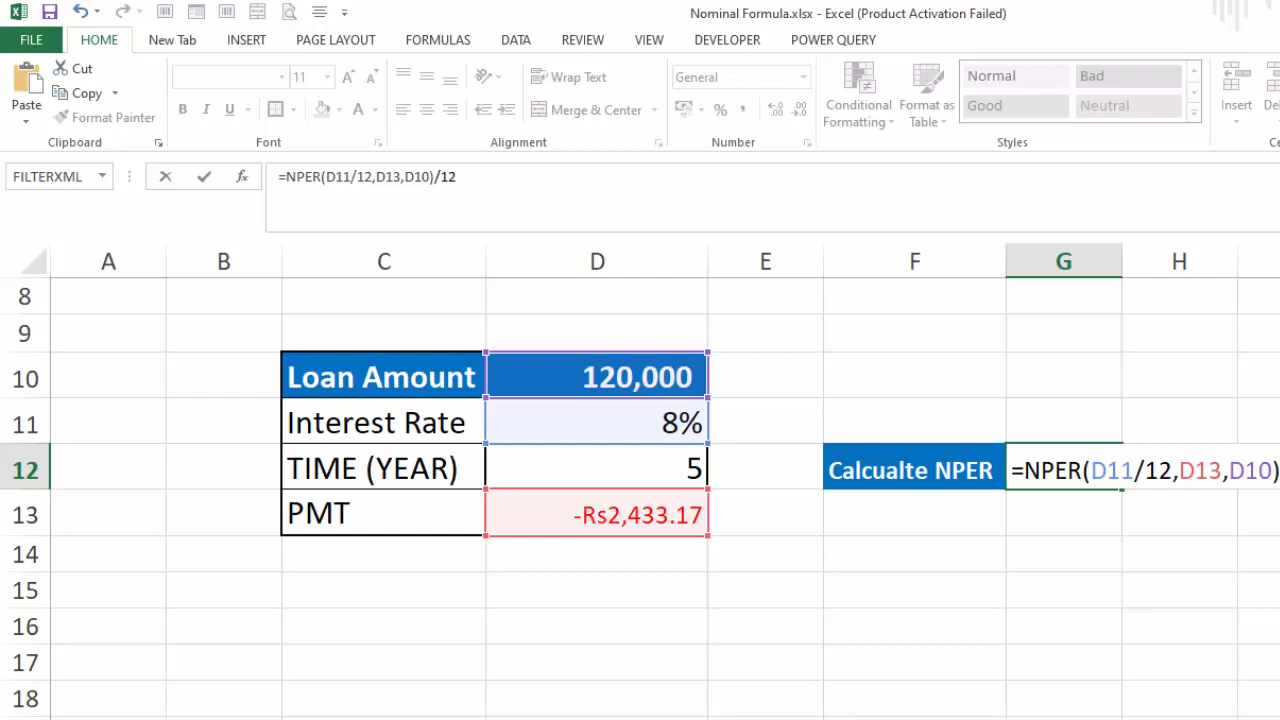 Nominal Formula.xlsx - Excel (Product Activation Failed)
FILE HOME New Tab INSERT PAGE LAYOUT FORMULAS DATA REVIEW VIEW DEVELOPER POWER QUERY
Paste
Cut
Copy
Format Painter
Clipboard
11
B I U
Font
Wrap Text
Merge & Center
Alignment
General
%
Number
Conditional
Formatting
Format as
Table
Normal Bad
Good Neutral
Styles
Insert
FILTERXML fx =NPER(D11/12,D13,D10)/12
A B C D E F G H
8
9
10 Loan Amount 120,000
11 Interest Rate 8%
12 TIME (YEAR) 5 Calcualte NPER =NPER(D11/12,D13,D10)
13 PMT -Rs2,433.17
14
15
16
17
18